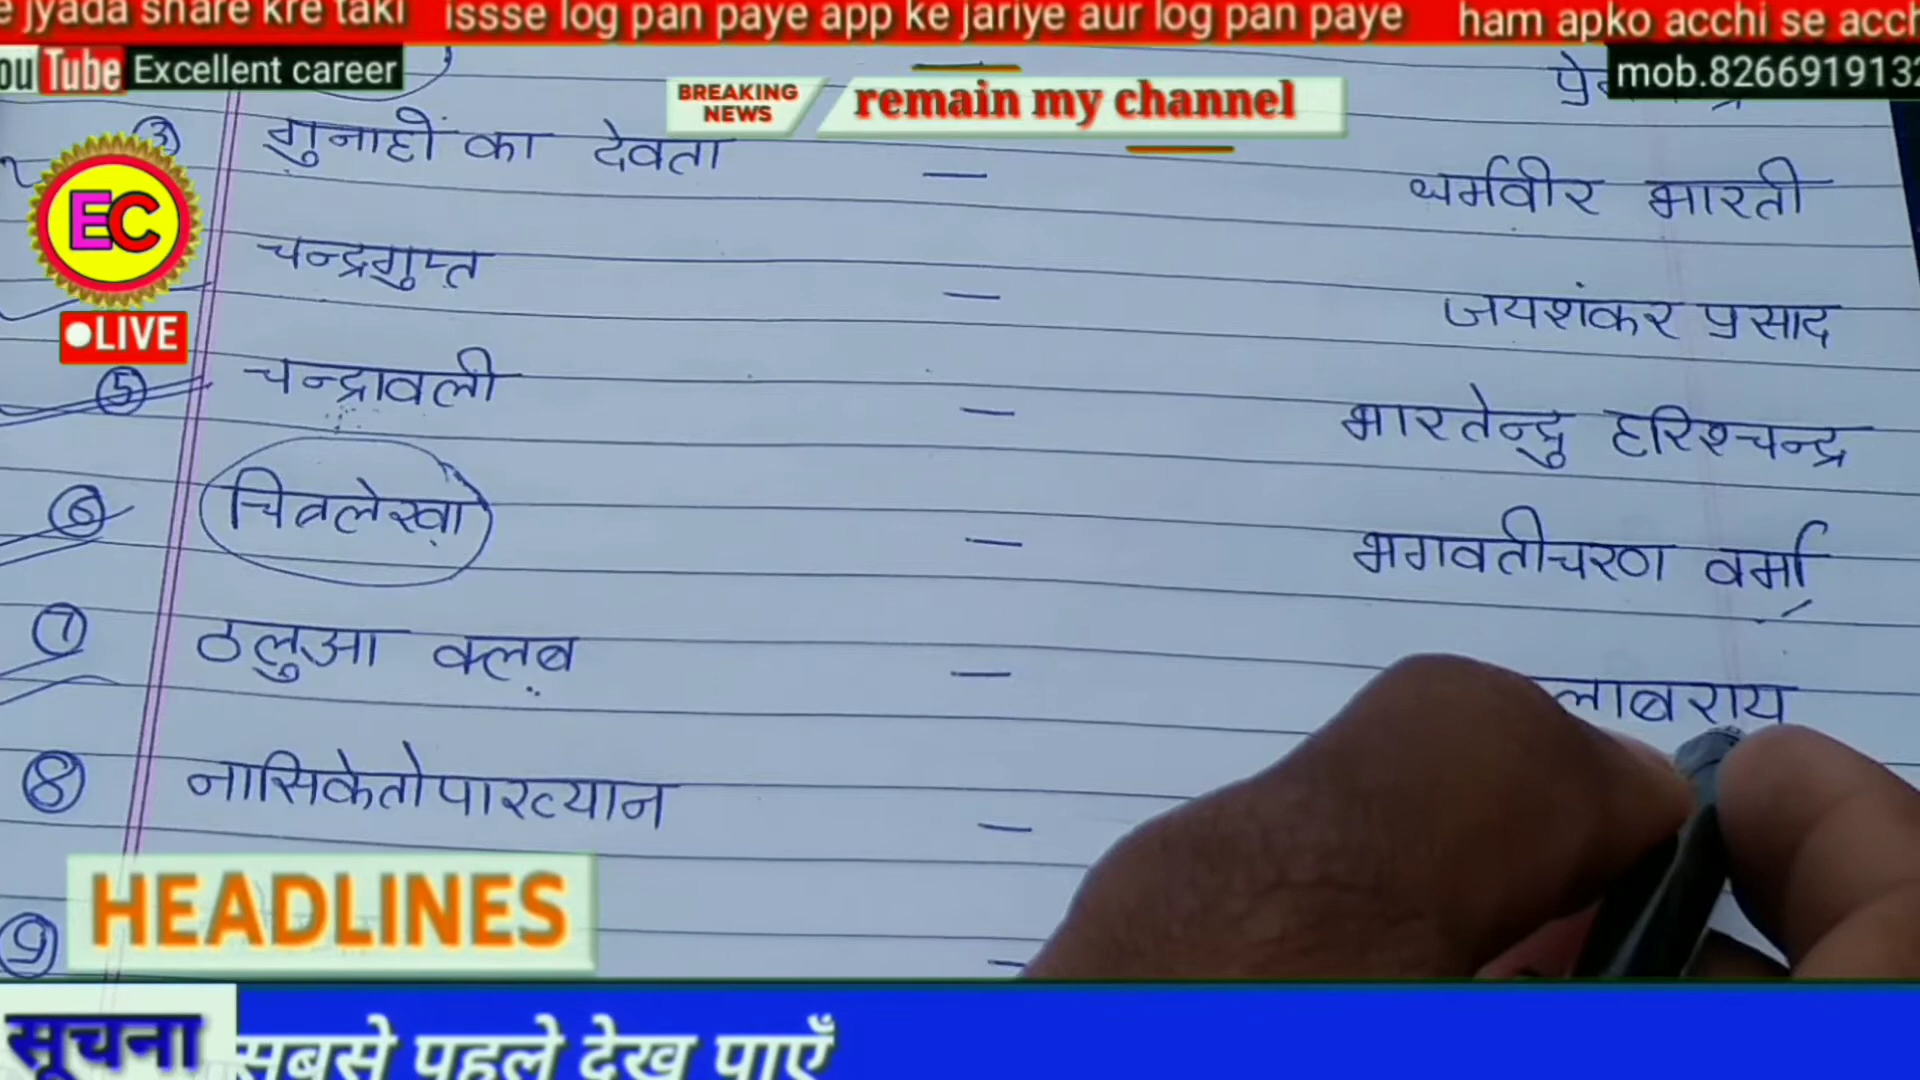 e jyada share kre taki issse log pan paye app ke jariye aur log pan paye ham apko acchi se acch
ou Tube Excellent career
mob.8266919132
BREAKING NEWS
remain my channel
③ गुनाहों का देवता — धर्मवीर भारती
EC
चन्द्रगुप्त — जयशंकर प्रसाद
LIVE
⑤ चन्द्रावली — भारतेन्दु हरिश्चन्द्र
⑥ चित्रलेखा — भगवतीचरण वर्मा
⑦ ठलुआ क्लब — लाबराय
⑧ नासिकेतोपाख्यान —
HEADLINES
⑨ —
सूचना सबसे पहले देख पाएँ